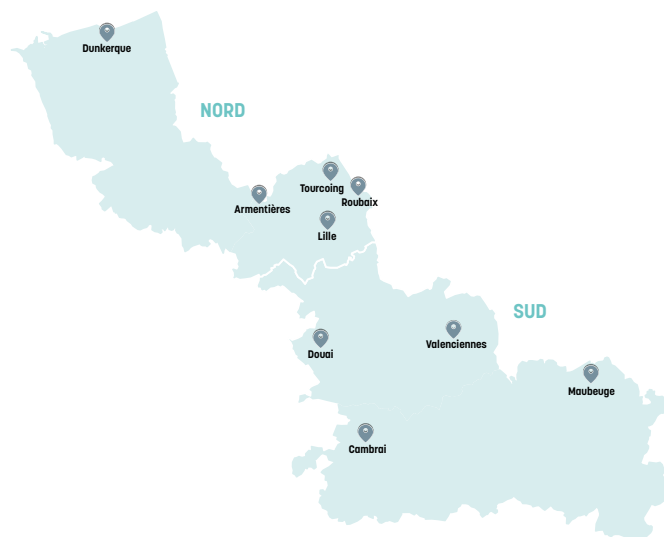 Dunkerque
NORD
Tourcoing
Roubaix
Armentières
Lille
SUD
Douai
Valenciennes
Maubeuge
Cambrai